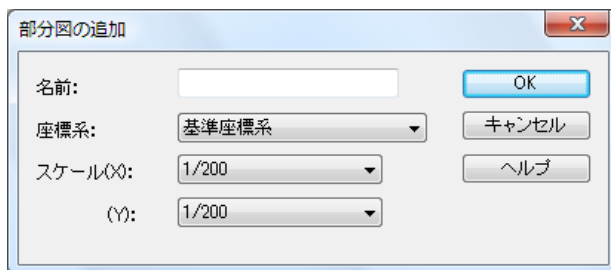 部分図の追加
名前:
OK
座標系:
基準座標系
キャンセル
スケール(X):
1/200
ヘルプ
(Y):
1/200